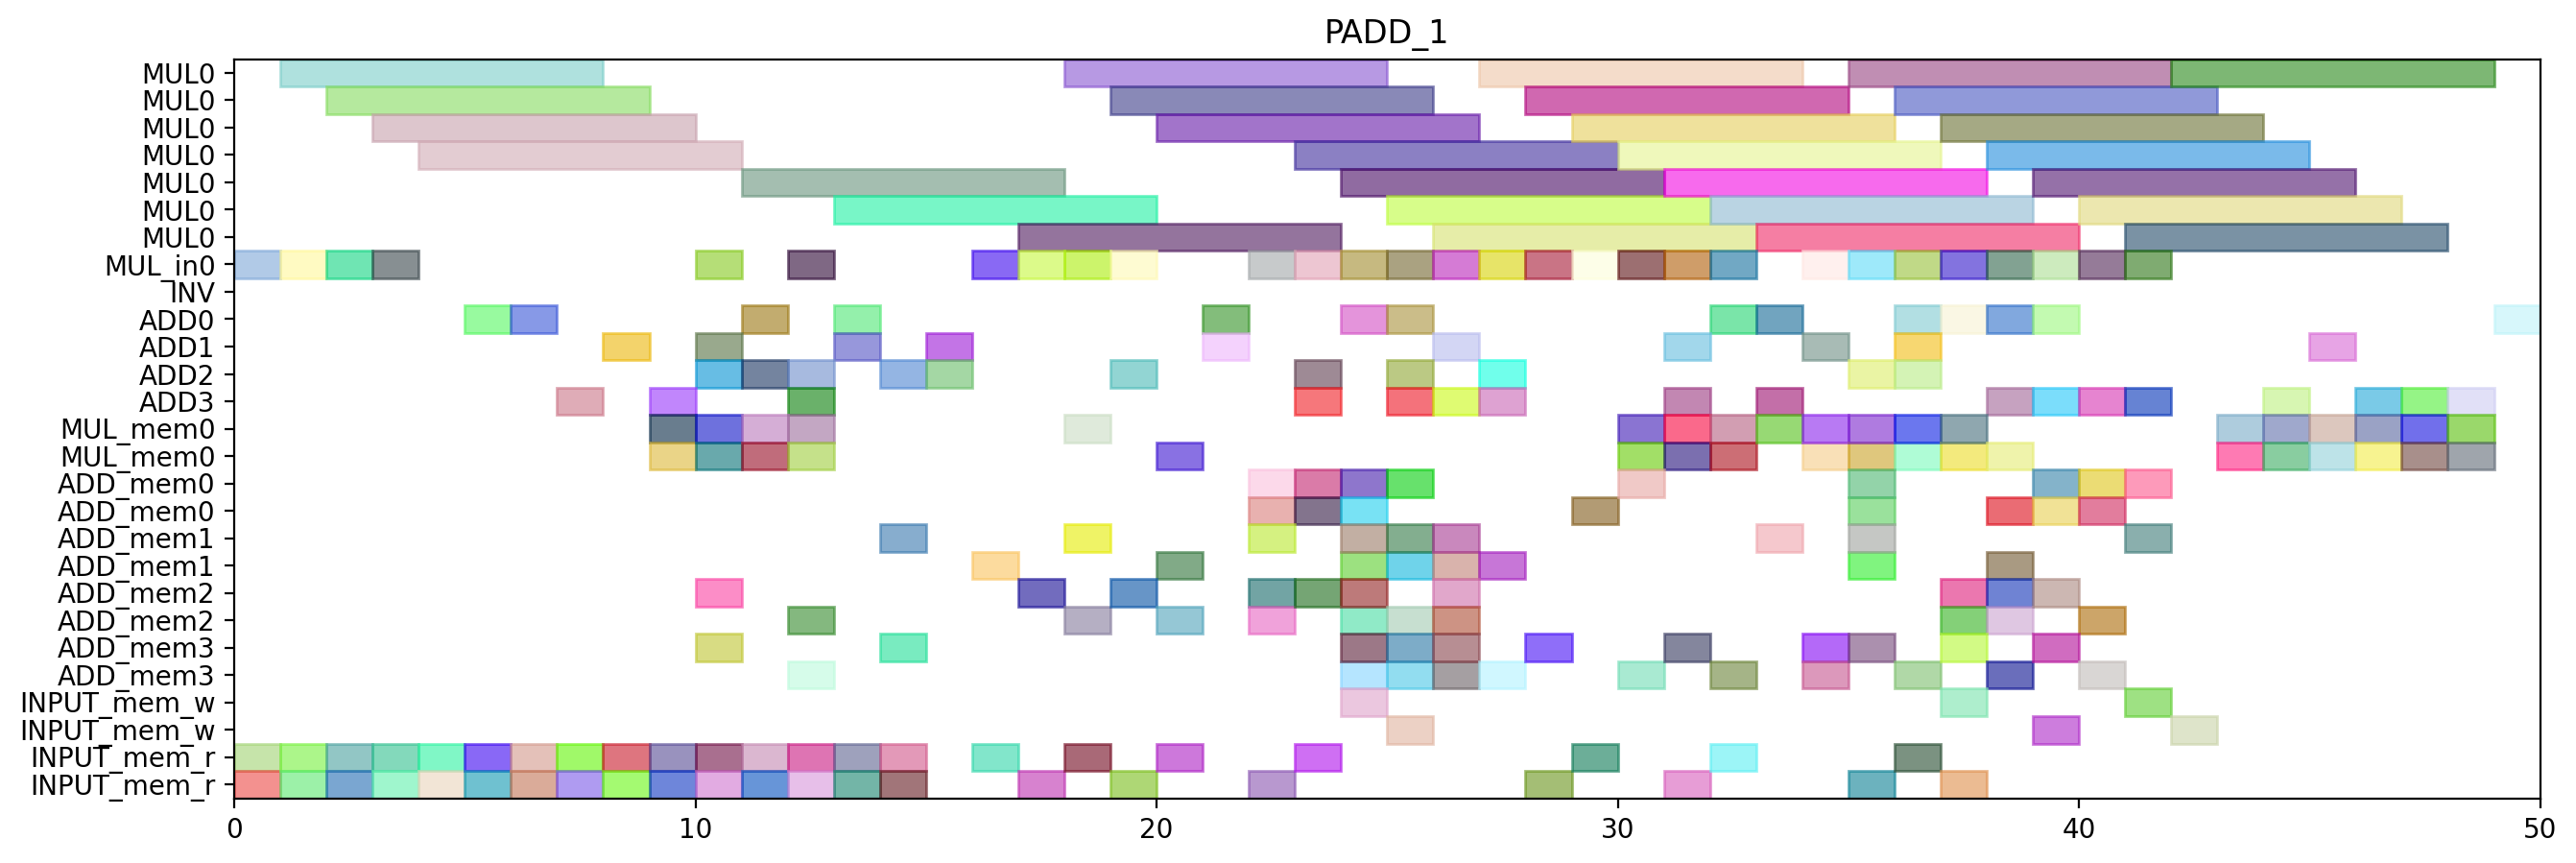 PADD_1
MUL0
MUL0
MUL0
MUL0
MUL0
MUL0
MUL0
MUL_in0
INV
ADD0
ADD1
ADD2
ADD3
MUL_mem0
MUL_mem0
ADD_mem0
ADD_mem0
ADD_mem1
ADD_mem1
ADD_mem2
ADD_mem2
ADD_mem3
ADD_mem3
INPUT_mem_w
INPUT_mem_w
INPUT_mem_r
INPUT_mem_r
0 10 20 30 40 50